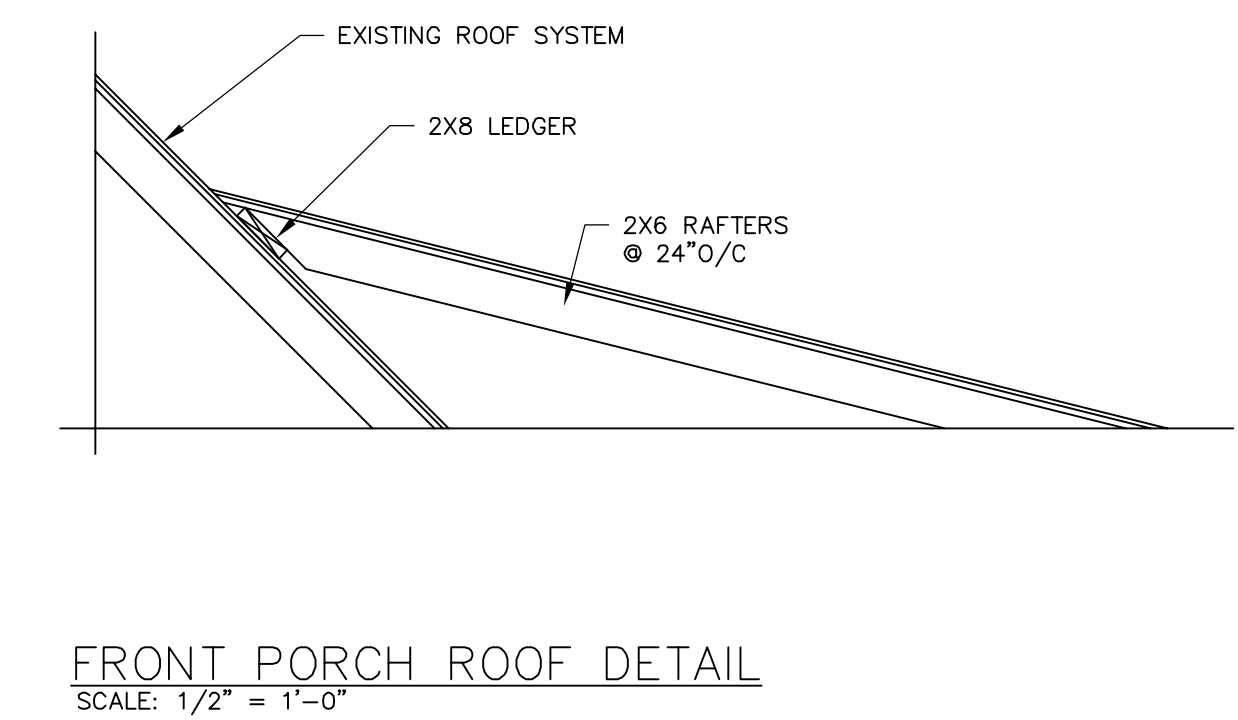 EXISTING ROOF SYSTEM
2X8 LEDGER
2X6 RAFTERS
@ 24"O/C
FRONT PORCH ROOF DETAIL
SCALE: 1/2" = 1'-0"